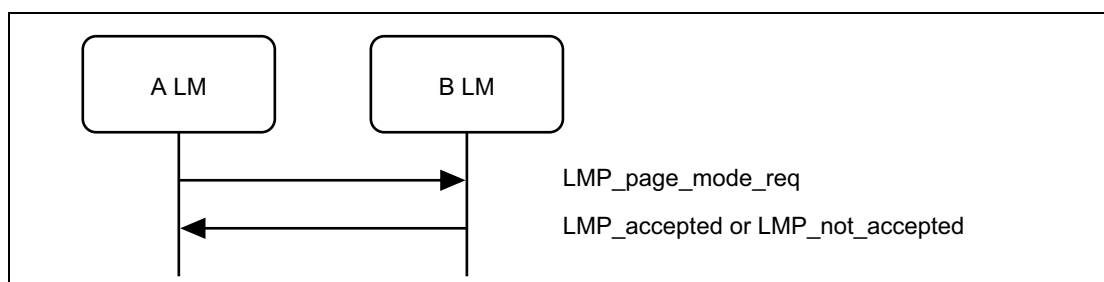 A LM
B LM
LMP_page_mode_req
LMP_accepted or LMP_not_accepted